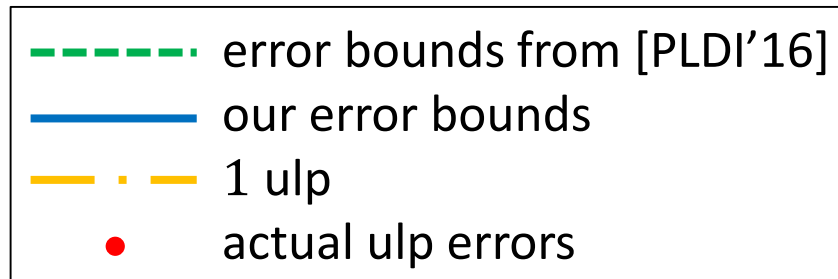 error bounds from [PLDI’16]
our error bounds
1 ulp
actual ulp errors